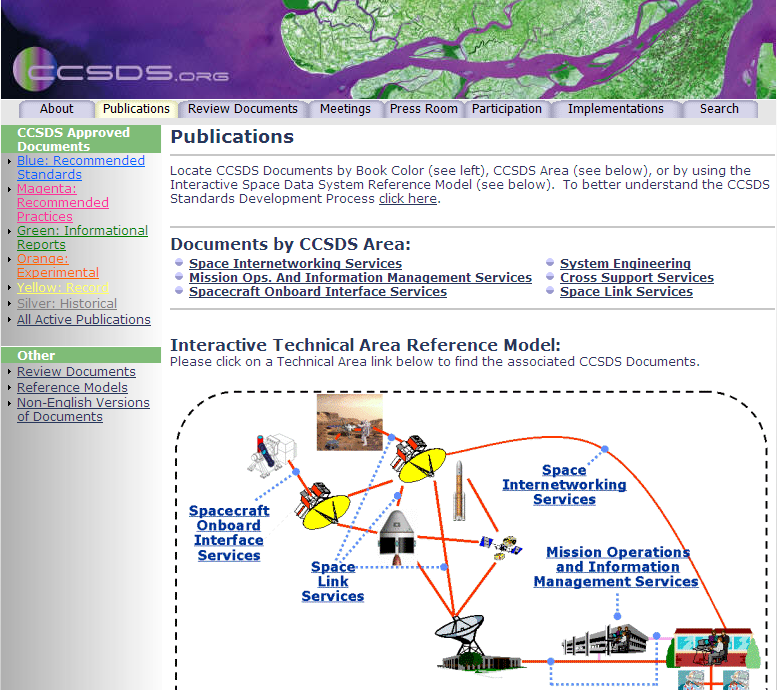 CCSDS.ORG
About
Publications
Review Documents
Meetings
Press Room
Participation
Implementations
Search
CCSDS Approved
Documents
Blue: Recommended
Standards
Magenta:
Recommended
Practices
Green: Informational
Reports
Orange:
Experimental
Yellow: Record
Silver: Historical
All Active Publications
Other
Review Documents
Reference Models
Non-English Versions
of Documents
Publications
Locate CCSDS Documents by Book Color (see left), CCSDS Area (see below), or by using the
Interactive Space Data System Reference Model (see below).  To better understand the CCSDS
Standards Development Process click here.
Documents by CCSDS Area:
Space Internetworking Services
Mission Ops. And Information Management Services
Spacecraft Onboard Interface Services
System Engineering
Cross Support Services
Space Link Services
Interactive Technical Area Reference Model:
Please click on a Technical Area link below to find the associated CCSDS Documents.
Space
Internetworking
Services
Spacecraft
Onboard
Interface
Services
Space
Link
Services
Mission Operations
and Information
Management Services